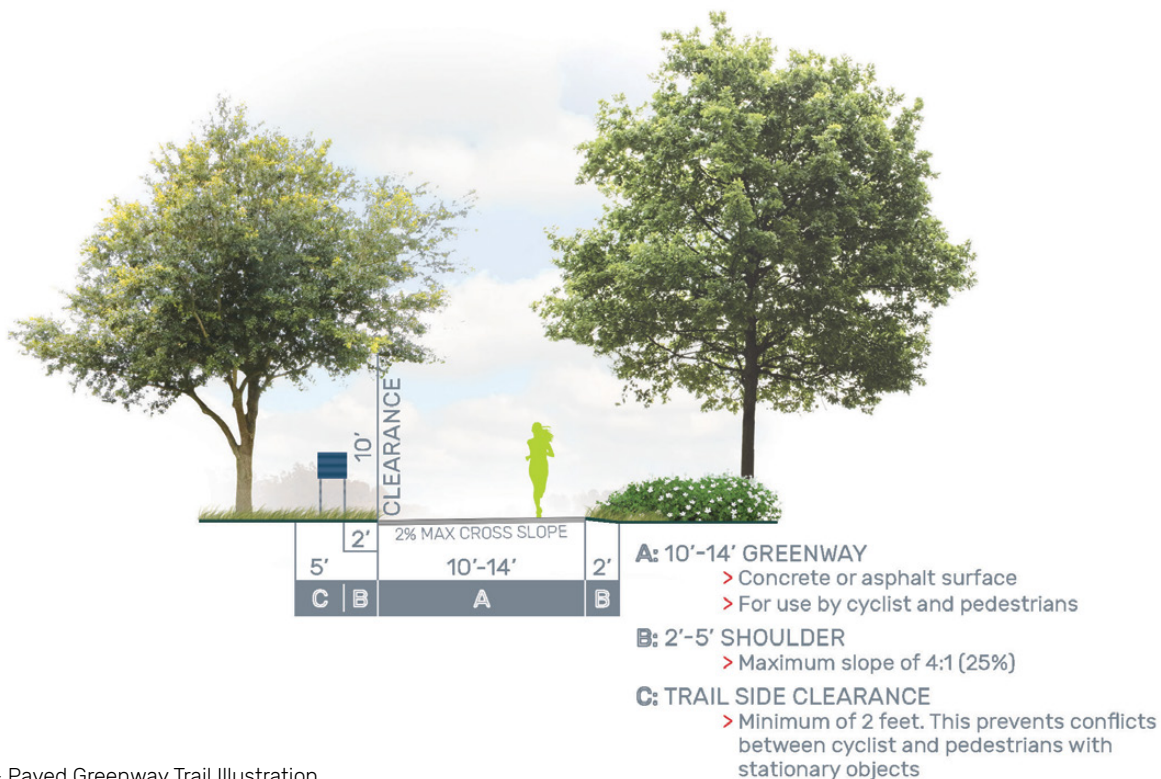 10'
CLEARANCE
2'
2% MAX CROSS SLOPE
5'
10'-14'
2'
C
B
A
B
A: 10'-14' GREENWAY
> Concrete or asphalt surface
> For use by cyclist and pedestrians
B: 2'-5' SHOULDER
> Maximum slope of 4:1 (25%)
C: TRAIL SIDE CLEARANCE
> Minimum of 2 feet. This prevents conflicts
between cyclist and pedestrians with
stationary objects
Paved Greenway Trail Illustration